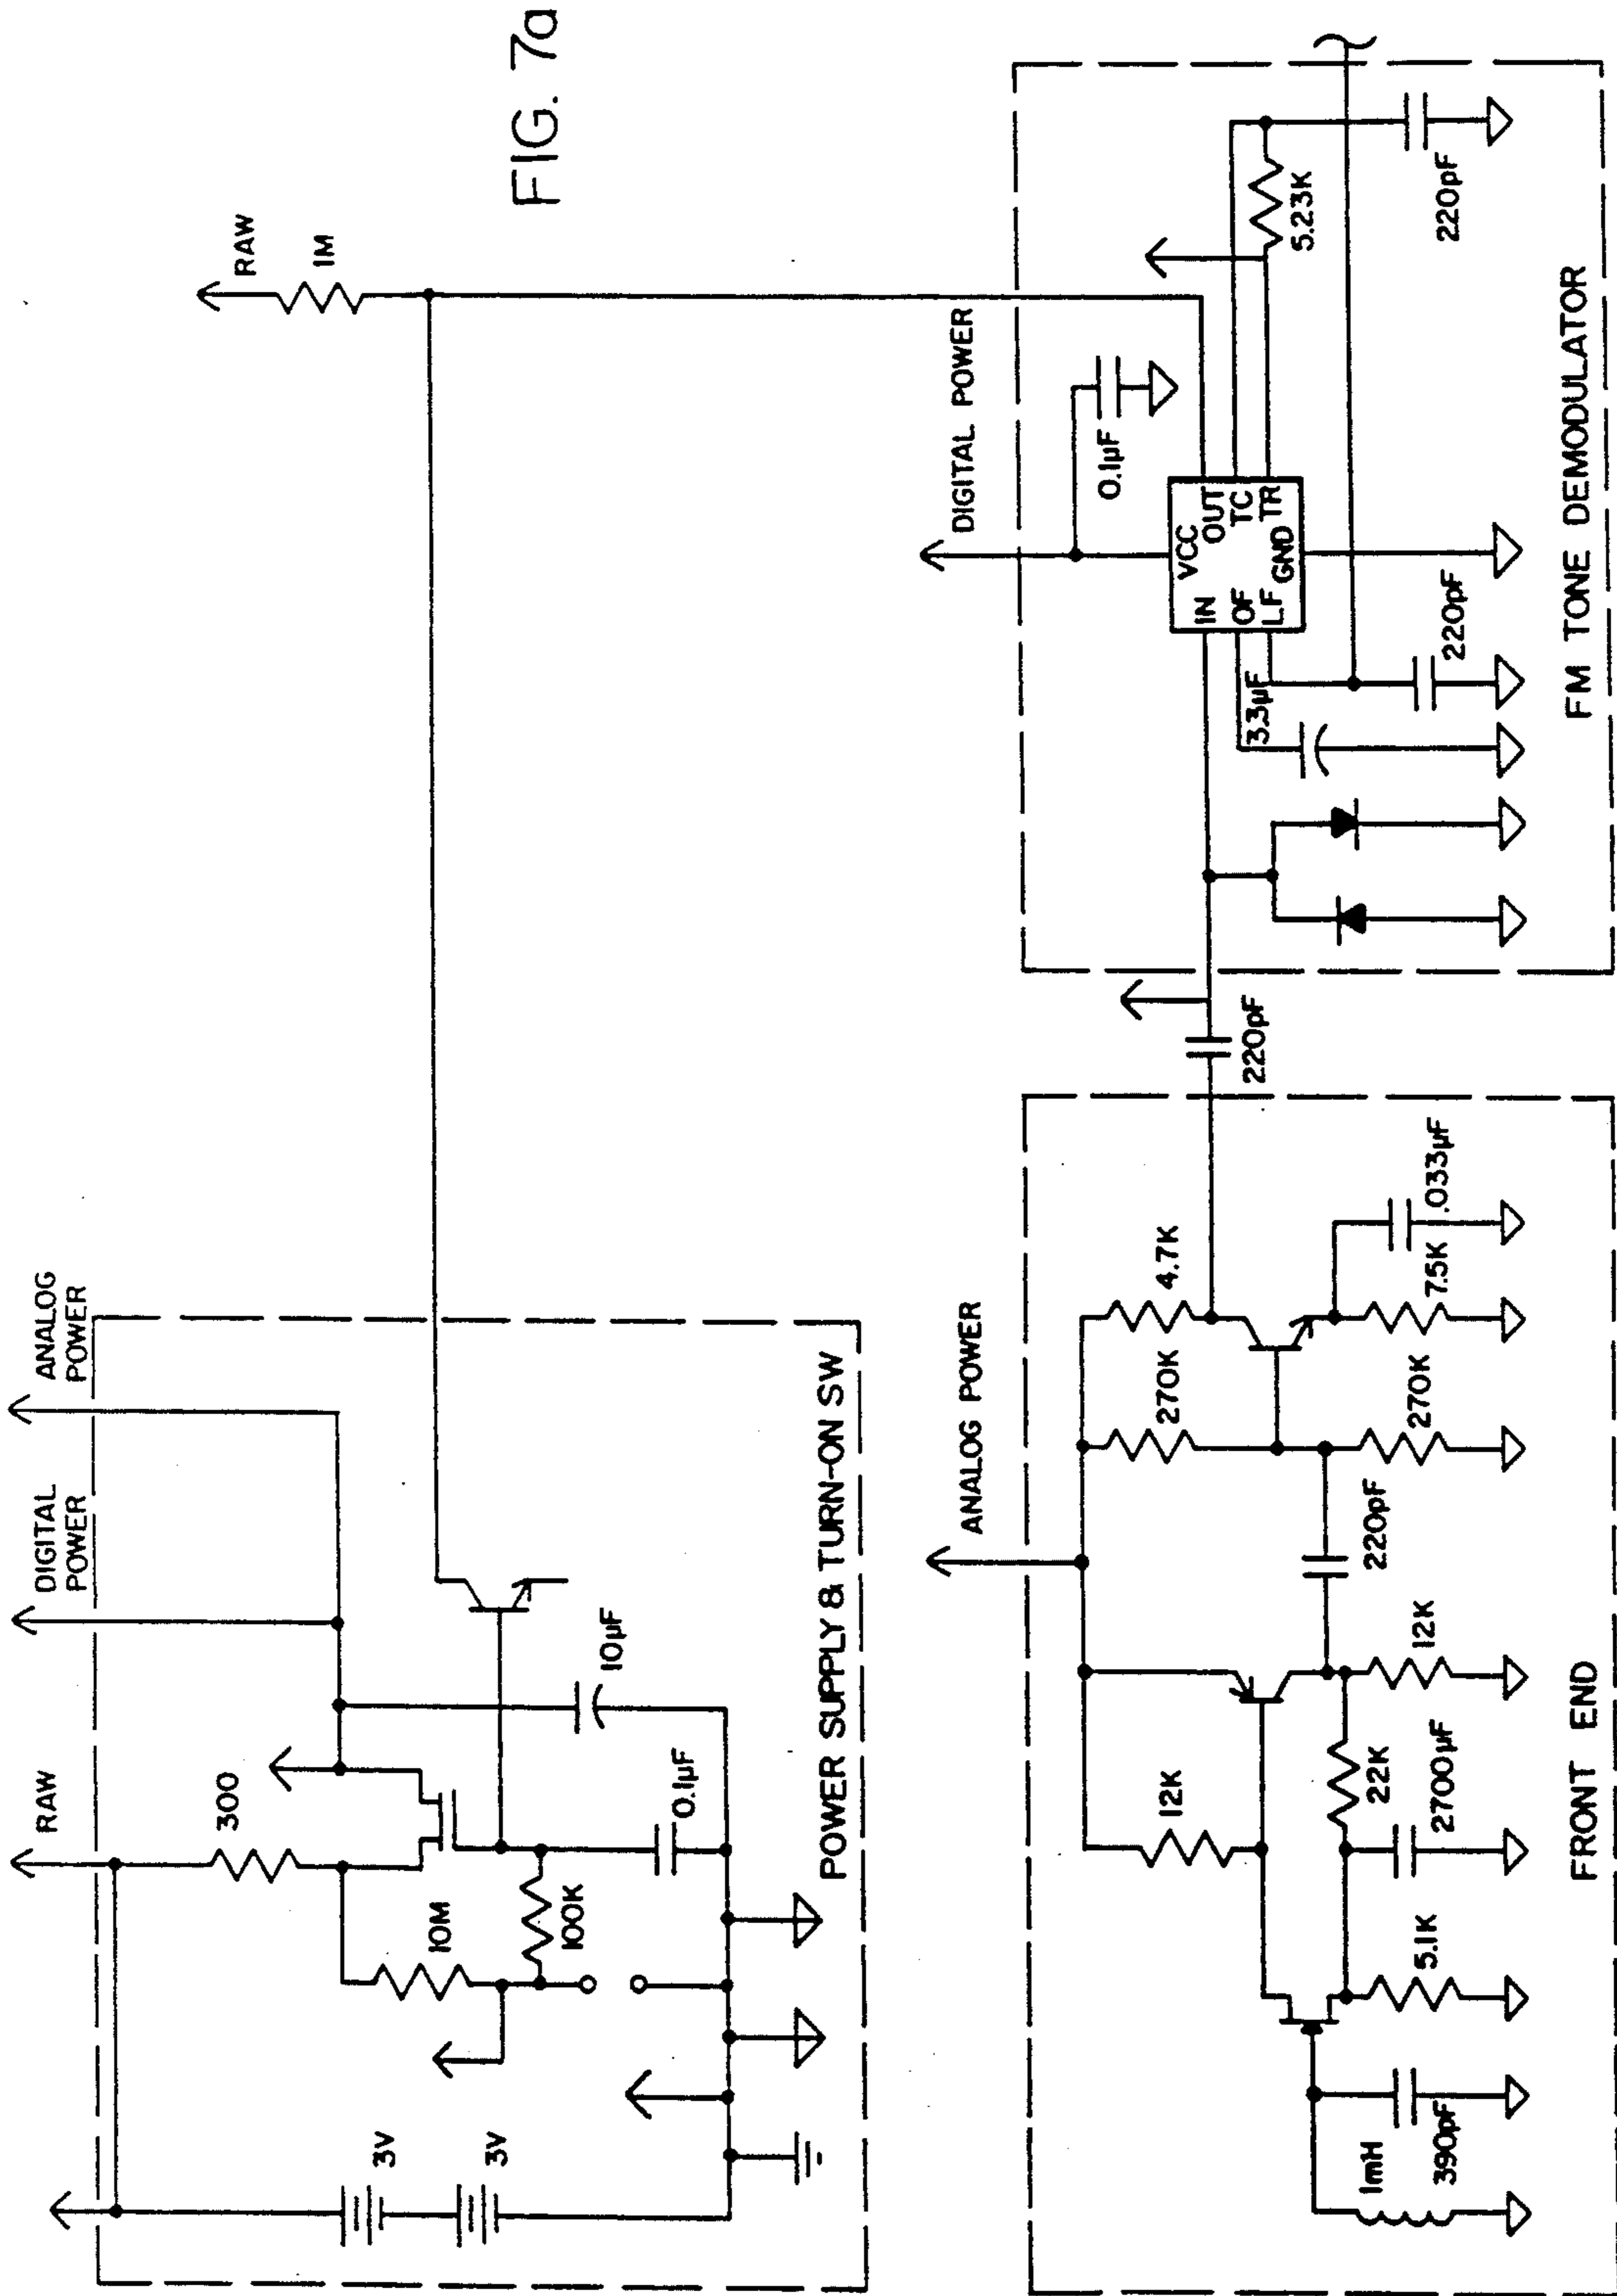 FIG. 7a
RAW
DIGITAL
POWER
ANALOG
POWER
RAW
1M
300
10M
100K
0.1µF
10µF
3V
3V
POWER SUPPLY & TURN-ON SW
ANALOG POWER
12K
270K
4.7K
220pF
22K
12K
270K
7.5K
.033µF
1mH
390pF
5.1K
2700µF
FRONT END
220pF
DIGITAL POWER
0.1µF
VCC
IN
OUT
OF
TC
LF
TR
GND
3.3µF
220pF
5.23K
220pF
FM TONE DEMODULATOR